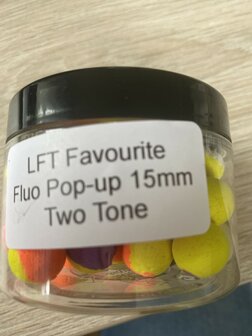 LFT Favourite
Fluo Pop-up 15mm
Two Tone